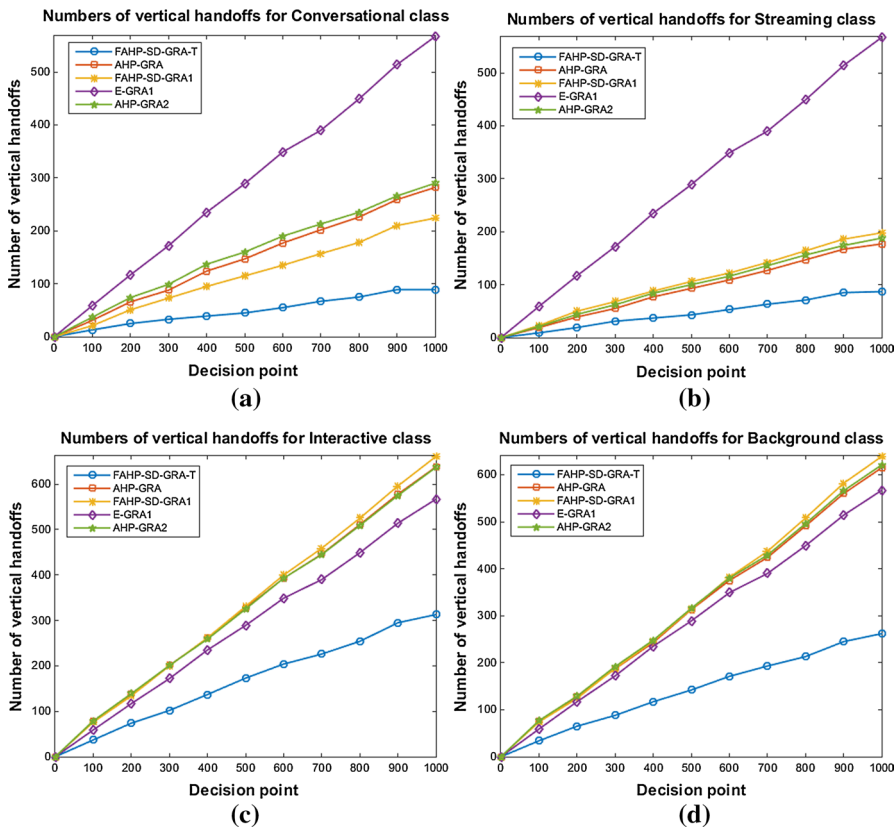 Numbers of vertical handoffs for Conversational class
FAHP-SD-GRA-T
AHP-GRA
FAHP-SD-GRA1
E-GRA1
AHP-GRA2
Number of vertical handoffs
500
400
300
200
100
0
0 100 200 300 400 500 600 700 800 900 1000
Decision point
(a)
Numbers of vertical handoffs for Streaming class
FAHP-SD-GRA-T
AHP-GRA
FAHP-SD-GRA1
E-GRA1
AHP-GRA2
Number of vertical handoffs
500
400
300
200
100
0
0 100 200 300 400 500 600 700 800 900 1000
Decision point
(b)
Numbers of vertical handoffs for Interactive class
FAHP-SD-GRA-T
AHP-GRA
FAHP-SD-GRA1
E-GRA1
AHP-GRA2
Number of vertical handoffs
600
500
400
300
200
100
0
0 100 200 300 400 500 600 700 800 900 1000
Decision point
(c)
Numbers of vertical handoffs for Background class
FAHP-SD-GRA-T
AHP-GRA
FAHP-SD-GRA1
E-GRA1
AHP-GRA2
Number of vertical handoffs
600
500
400
300
200
100
0
0 100 200 300 400 500 600 700 800 900 1000
Decision point
(d)